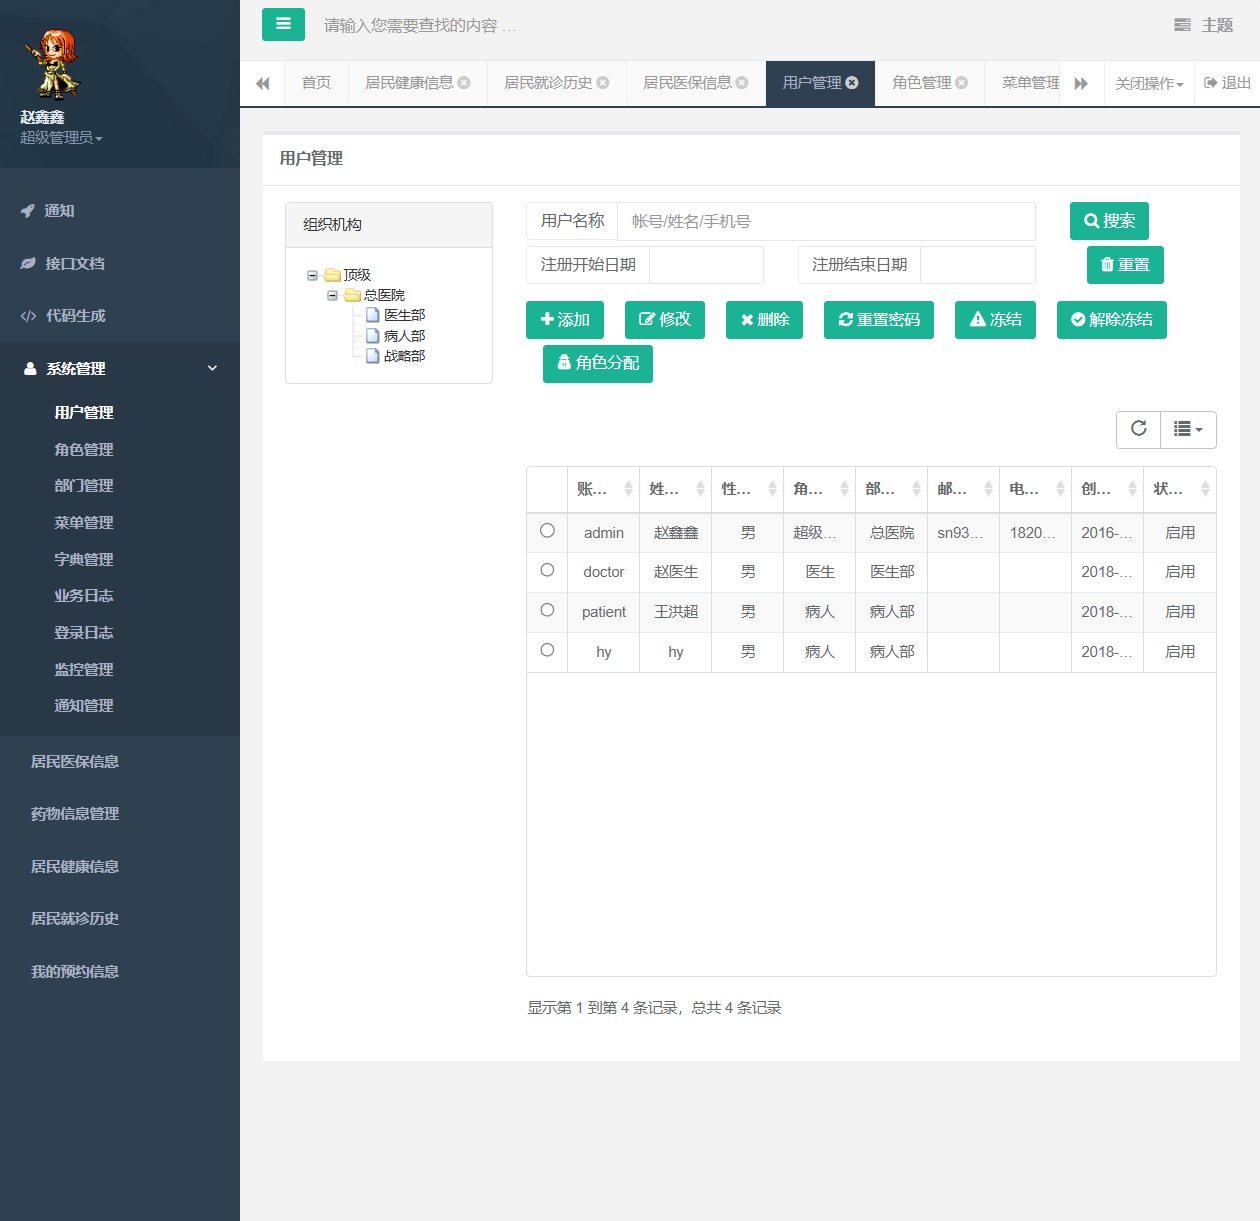 赵鑫鑫
超级管理员
通知
接口文档
代码生成
系统管理
用户管理
角色管理
部门管理
菜单管理
字典管理
业务日志
登录日志
监控管理
通知管理
居民医保信息
药物信息管理
居民健康信息
居民就诊历史
我的预约信息
请输入您需要查找的内容 …
主题
首页 居民健康信息 居民就诊历史 居民医保信息 用户管理 角色管理 菜单管理 关闭操作 退出
用户管理
组织机构
顶级
总医院
医生部
病人部
战略部
用户名称 帐号/姓名/手机号 搜索
注册开始日期 注册结束日期 重置
添加 修改 删除 重置密码 冻结 解除冻结
角色分配
账... 姓... 性... 角... 部... 邮... 电... 创... 状...
admin 赵鑫鑫 男 超级... 总医院 sn93... 1820... 2016-... 启用
doctor 赵医生 男 医生 医生部 2018-... 启用
patient 王洪超 男 病人 病人部 2018-... 启用
hy hy 男 病人 病人部 2018-... 启用
显示第 1 到第 4 条记录，总共 4 条记录